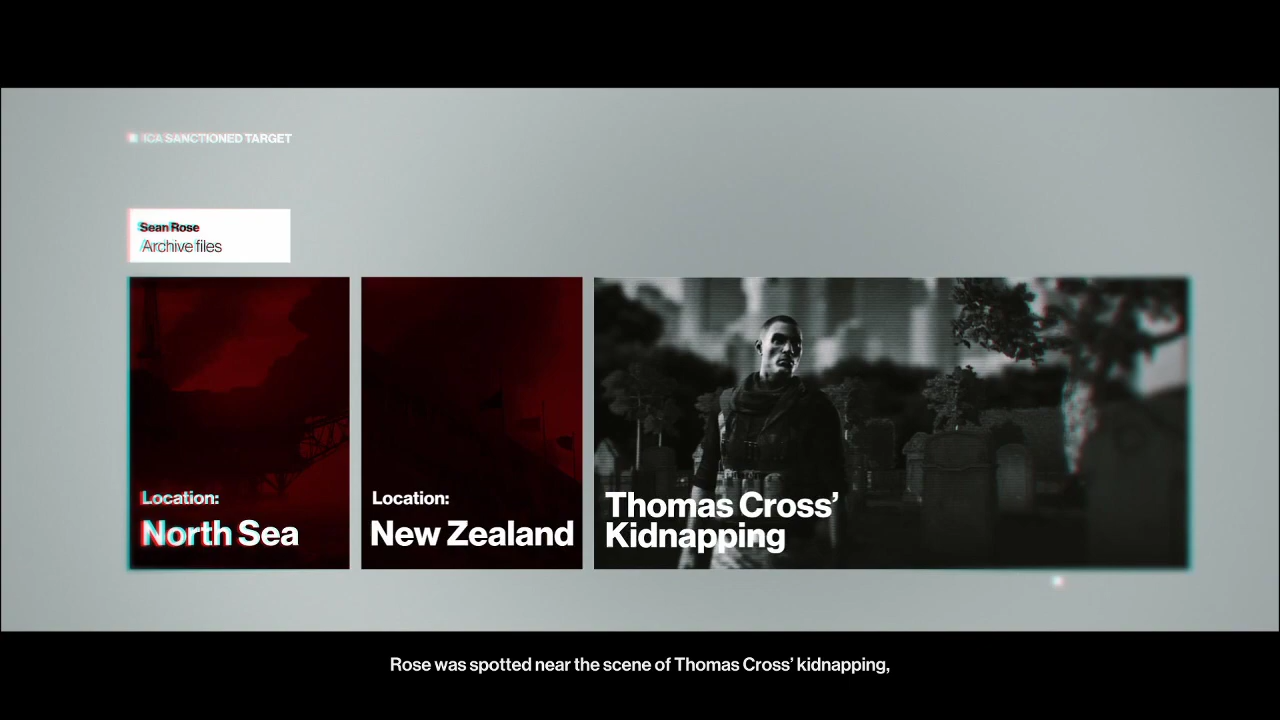 ICA SANCTIONED TARGET
Sean Rose
Archive files
Location:
North Sea
Location:
New Zealand
Thomas Cross’
Kidnapping
Rose was spotted near the scene of Thomas Cross’ kidnapping,